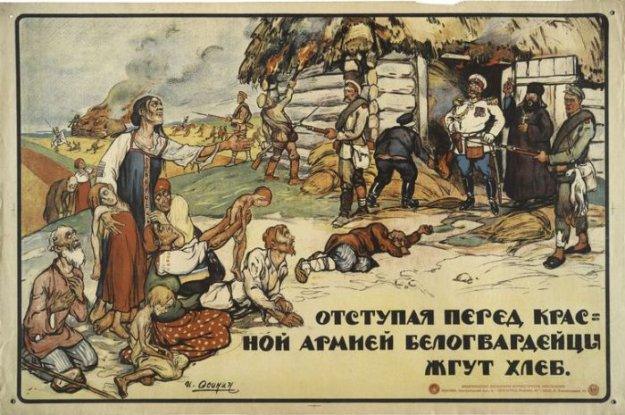 ОТСТУПАЯ ПЕРЕД КРАС=
НОЙ АРМИЕЙ БЕЛОГВАРДЕЙЦЫ
ЖГУТ ХЛЕБ.